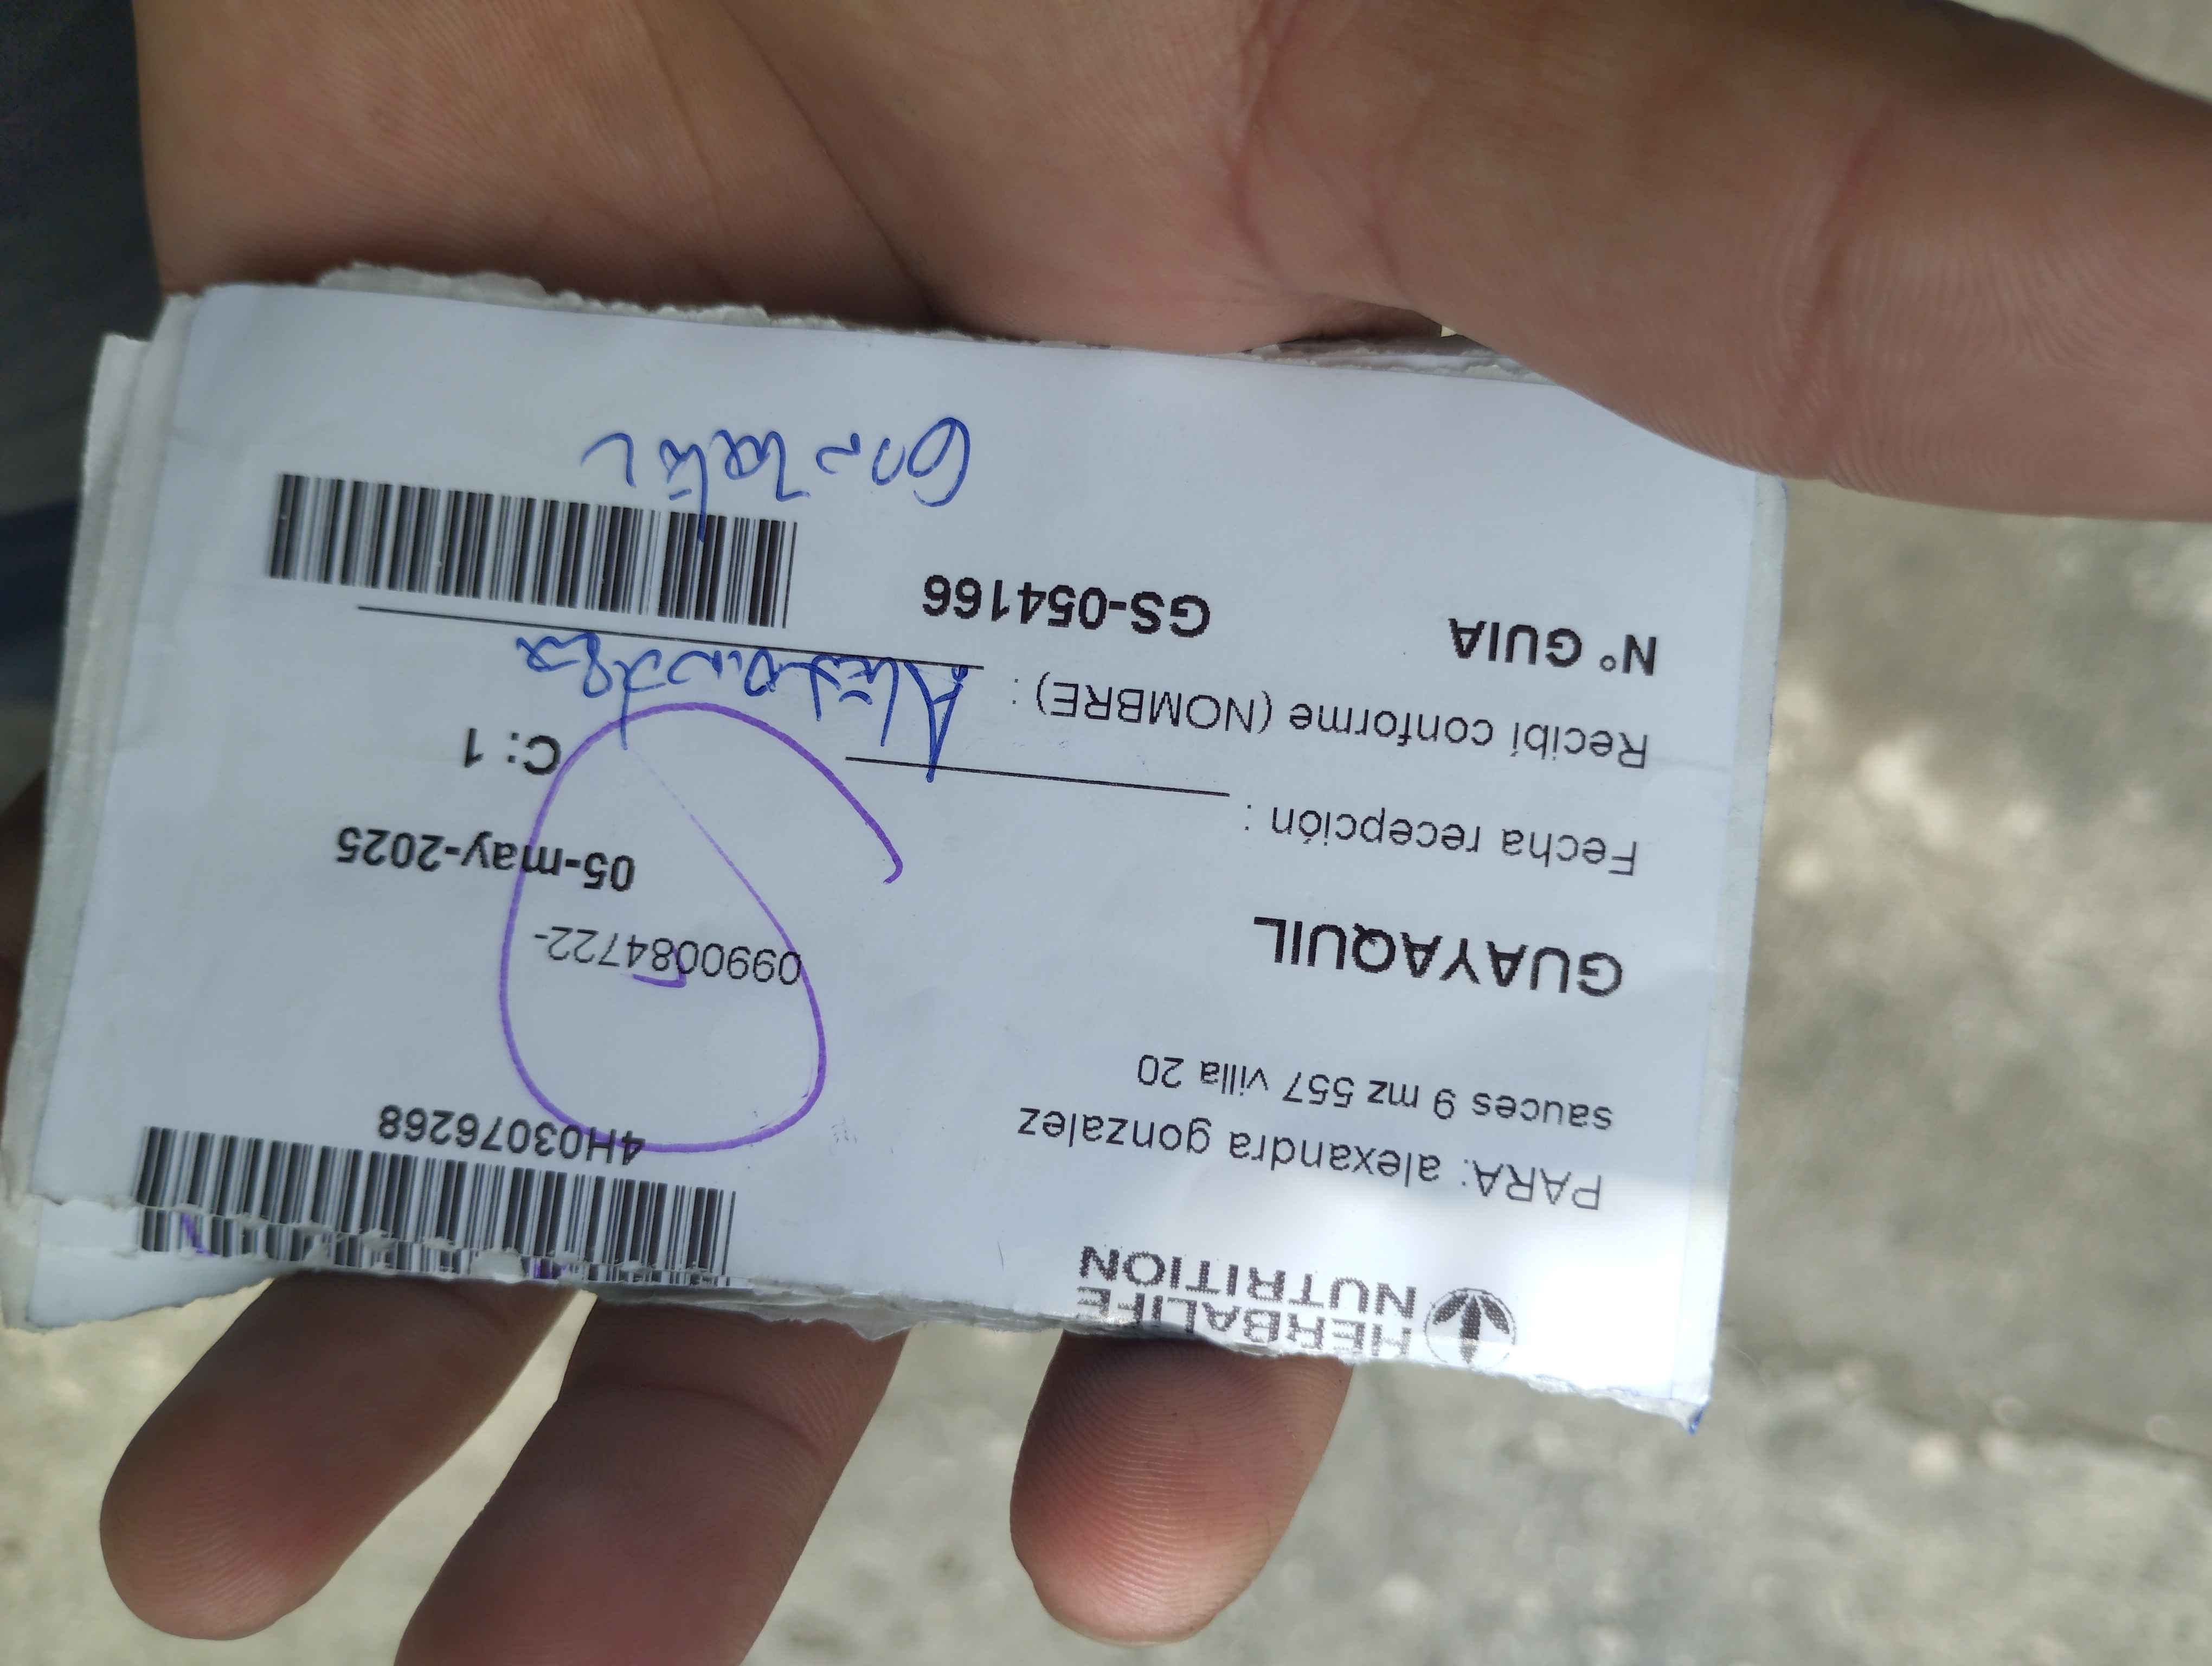 HERBALIFE
NUTRITION
PARA: alexandra gonzalez
sauces 9 mz 557 villa 20
4H03076268
GUAYAQUIL
0990084722-
05-may-2025
Fecha recepción :
C: 1
Recibí conforme (NOMBRE) :
Alexandra
N° GUIA
GS-054166